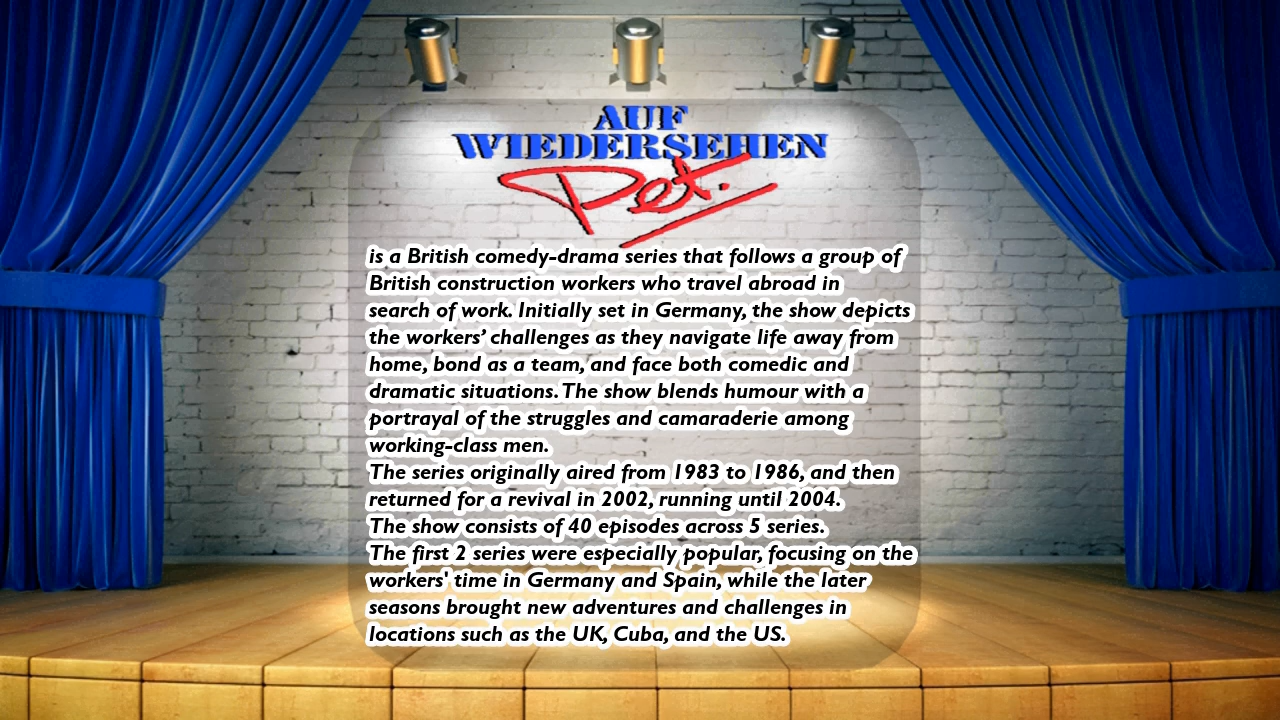 AUF
WIEDERSEHEN
Pet.
is a British comedy-drama series that follows a group of
British construction workers who travel abroad in
search of work. Initially set in Germany, the show depicts
the workers’ challenges as they navigate life away from
home, bond as a team, and face both comedic and
dramatic situations. The show blends humour with a
portrayal of the struggles and camaraderie among
working-class men.
The series originally aired from 1983 to 1986, and then
returned for a revival in 2002, running until 2004.
The show consists of 40 episodes across 5 series.
The first 2 series were especially popular, focusing on the
workers' time in Germany and Spain, while the later
seasons brought new adventures and challenges in
locations such as the UK, Cuba, and the US.